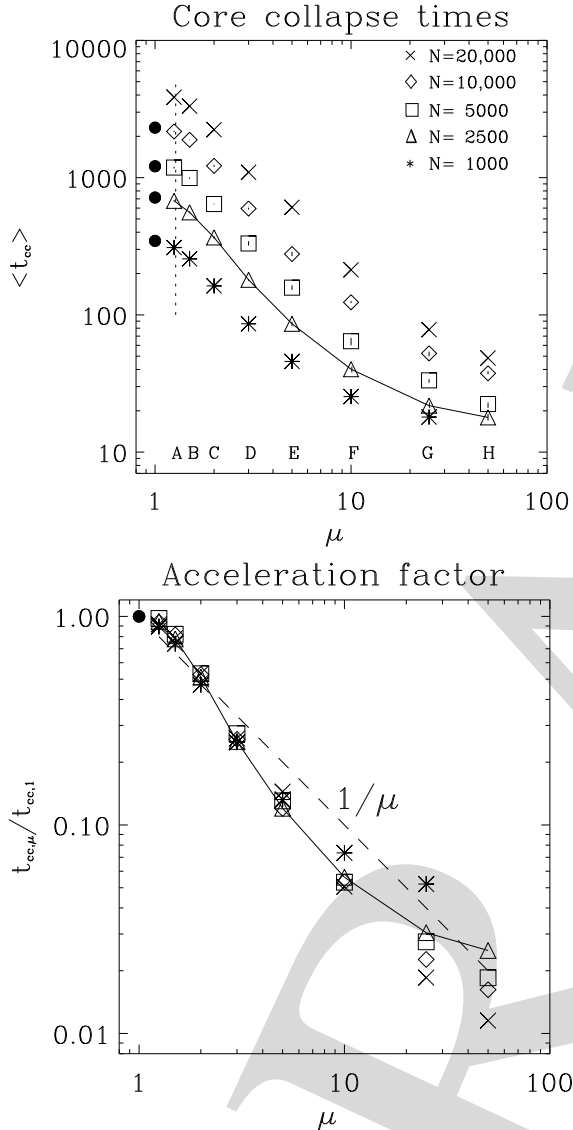 Core collapse times
10000
× N=20,000
◇ N=10,000
□ N= 5000
△ N= 2500
* N= 1000
1000
<t_cc>
100
10
A B C D E F G H
1 10 100
μ
Acceleration factor
1.00
t_cc,μ/t_cc,1
1/μ
0.10
0.01
1 10 100
μ